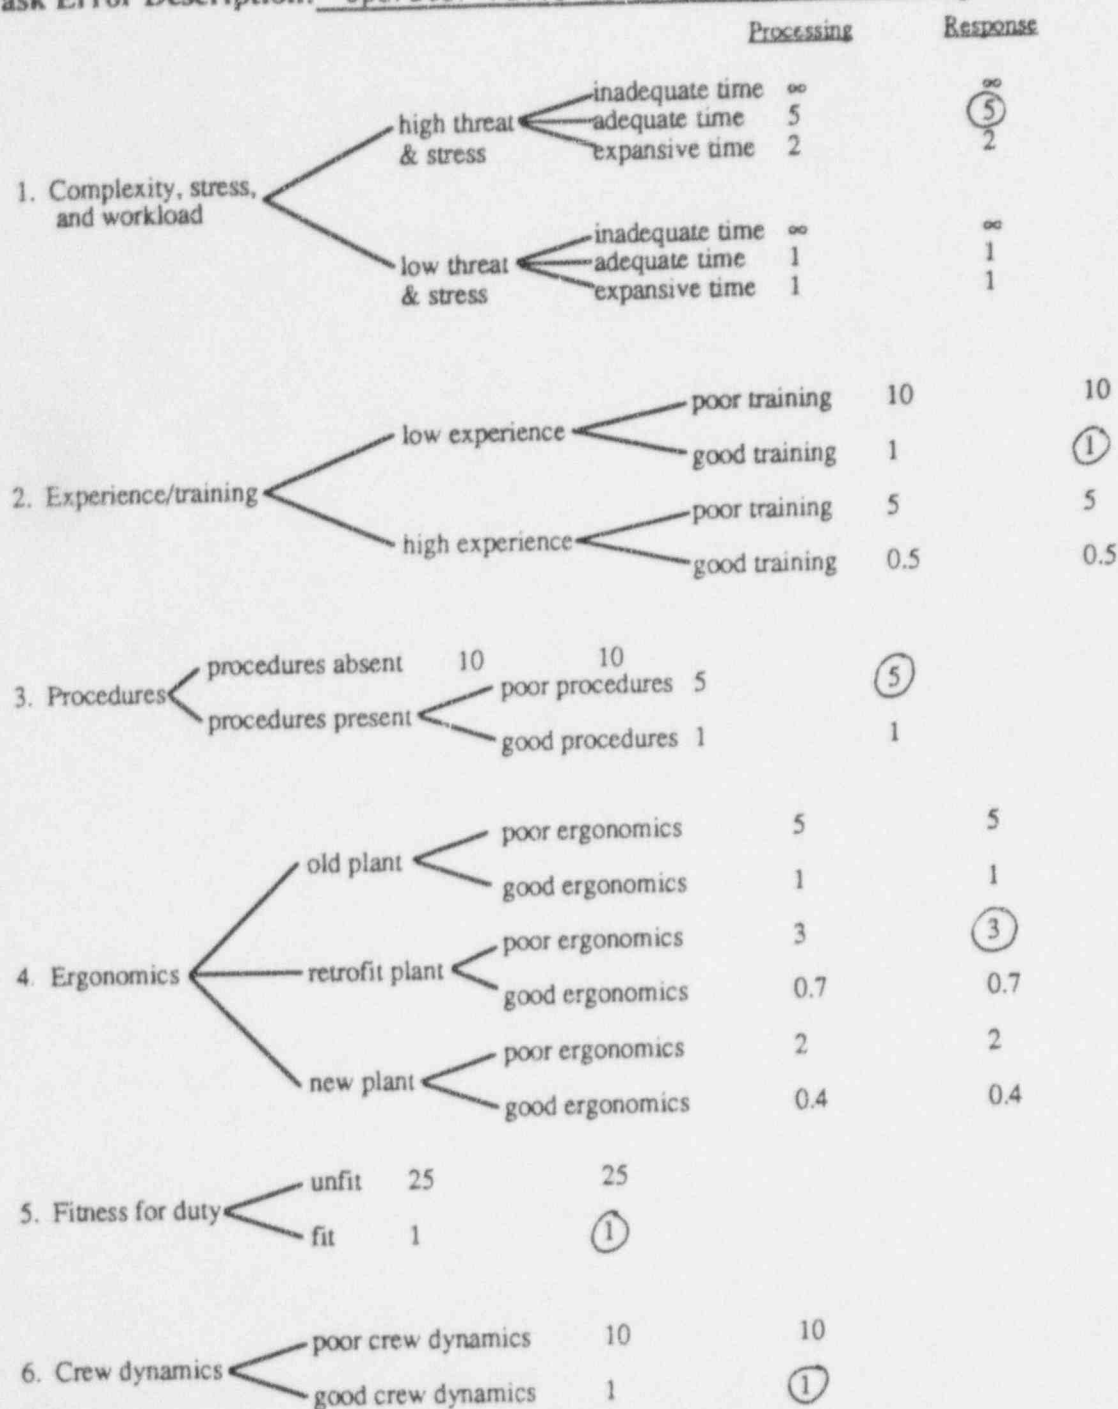 ask Error Description:
Processing Response
inadequate time ∞ ∞
high threat adequate time 5 5
& stress expansive time 2 2
1. Complexity, stress,
and workload
inadequate time ∞ ∞
low threat adequate time 1 1
& stress expansive time 1 1
poor training 10 10
low experience
good training 1 1
2. Experience/training
poor training 5 5
high experience
good training 0.5 0.5
procedures absent 10 10
3. Procedures poor procedures 5 5
procedures present
good procedures 1 1
poor ergonomics 5 5
old plant
good ergonomics 1 1
poor ergonomics 3 3
4. Ergonomics retrofit plant
good ergonomics 0.7 0.7
poor ergonomics 2 2
new plant
good ergonomics 0.4 0.4
unfit 25 25
5. Fitness for duty
fit 1 1
poor crew dynamics 10 10
6. Crew dynamics
good crew dynamics 1 1